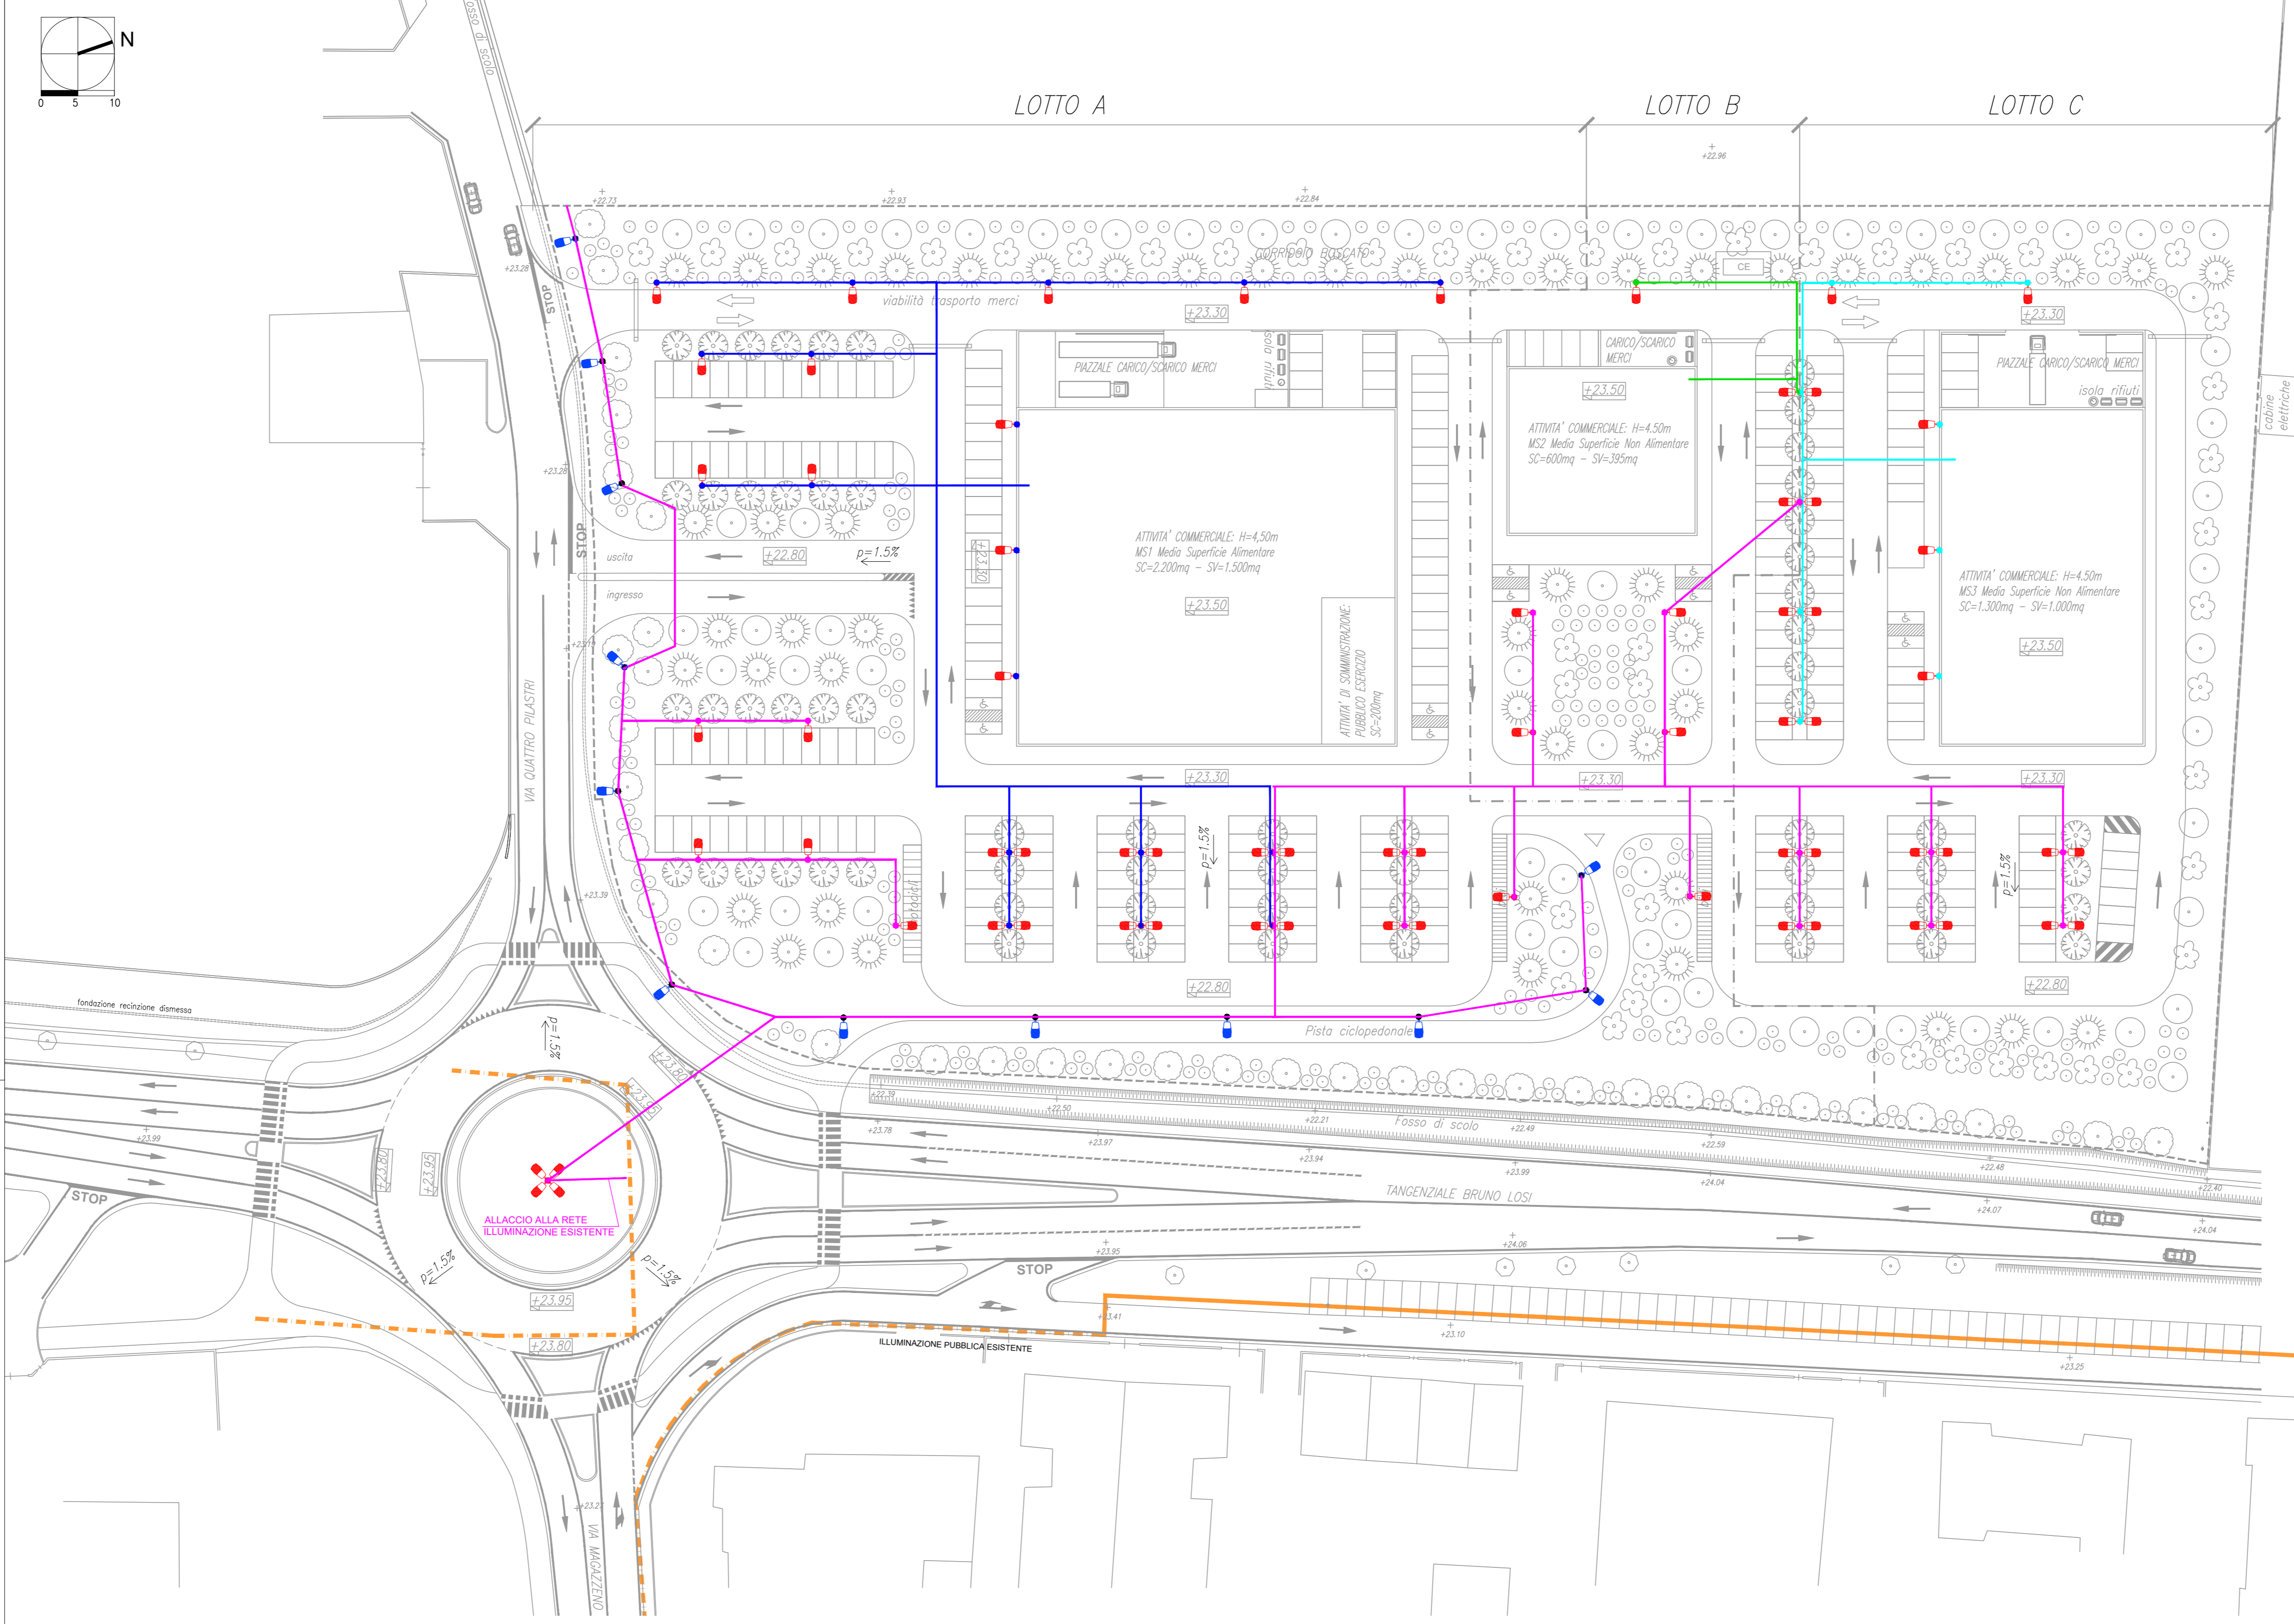 N
0 5 10
LOTTO A
LOTTO B
LOTTO C
+22.96
+22.73
+22.93
+22.84
+23.28
STOP
CORRIDOIO BOSCATO
CE
viabilità trasporto merci
+23.30
+23.30
PIAZZALE CARICO/SCARICO MERCI
isola rifiuti
CARICO/SCARICO
MERCI
PIAZZALE CARICO/SCARICO MERCI
isola rifiuti
cabine
elettriche
+23.50
ATTIVITA' COMMERCIALE: H=4.50m
MS2 Media Superficie Non Alimentare
SC=600mq – SV=395mq
+23.28
STOP
uscita
+22.80
p=1.5%
ingresso
+23.30
ATTIVITA' COMMERCIALE: H=4,50m
MS1 Media Superficie Alimentare
SC=2.200mq – SV=1.500mq
+23.50
ATTIVITA' COMMERCIALE: H=4.50m
MS3 Media Superficie Non Alimentare
SC=1.300mq – SV=1.000mq
+23.50
ATTIVITA' DI SOMMINISTRAZIONE:
PUBBLICO ESERCIZIO
SC=200mq
VIA QUATTRO PILASTRI
+23.30
+23.30
+23.30
p=1.5%
p=1.5%
+23.39
+22.80
+22.80
Pista ciclopedonale
fondazione recinzione dismessa
p=1.5%
+23.80
+23.95
+22.39
+22.50
+22.21
Fosso di scolo
+22.49
+22.59
+22.48
+22.40
+23.99
+23.78
+23.97
+23.94
+23.99
+24.04
+24.07
+24.04
+23.80
+23.95
STOP
TANGENZIALE BRUNO LOSI
ALLACCIO ALLA RETE
ILLUMINAZIONE ESISTENTE
p=1.5%
p=1.5%
+23.95
+24.06
STOP
+23.95
+23.41
+23.10
+23.80
ILLUMINAZIONE PUBBLICA ESISTENTE
+23.25
VIA MAGAZZENO